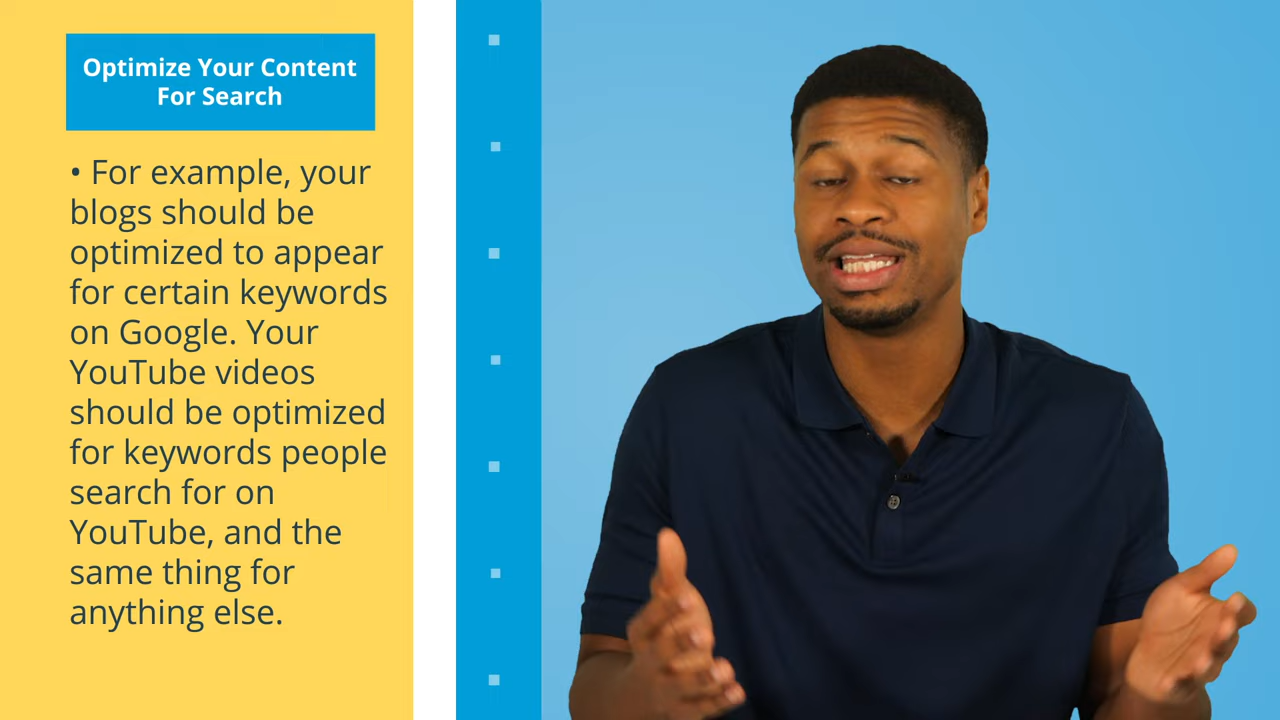 Optimize Your Content
For Search
• For example, your
blogs should be
optimized to appear
for certain keywords
on Google. Your
YouTube videos
should be optimized
for keywords people
search for on
YouTube, and the
same thing for
anything else.